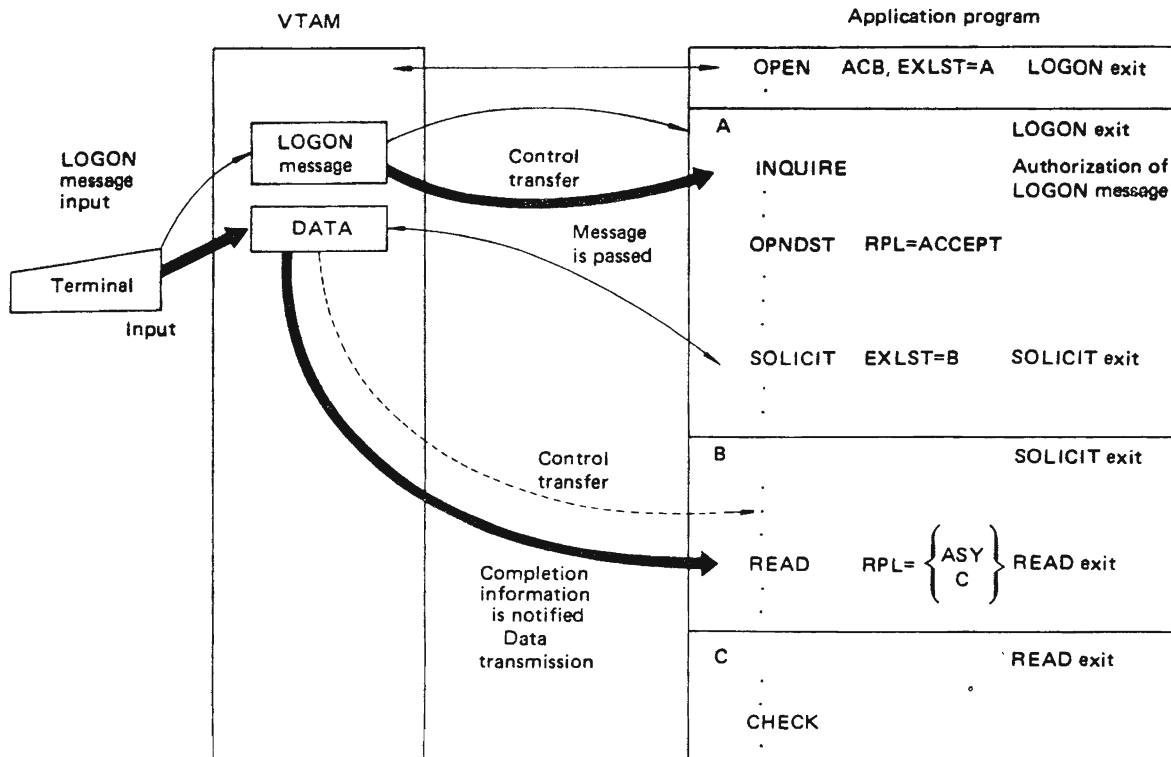 VTAM
Application program
OPEN ACB, EXLST=A LOGON exit
A
LOGON exit
LOGON
message
LOGON
message
input
Control
transfer
INQUIRE
Authorization of
LOGON message
DATA
Message
is passed
OPNDST RPL=ACCEPT
Terminal
Input
SOLICIT EXLST=B SOLICIT exit
B
SOLICIT exit
Control
transfer
READ RPL= { ASY C } READ exit
Completion
information
is notified
Data
transmission
C
READ exit
CHECK